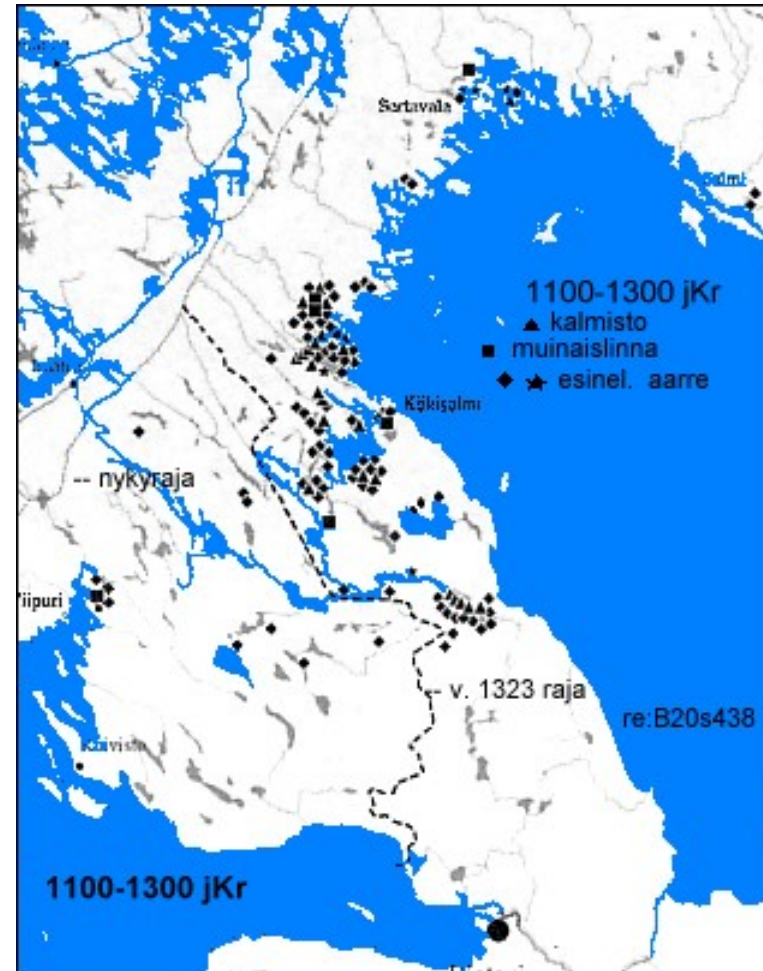 Sortavala
1100-1300 jKr
kalmisto
muinaislinna
esinel. aarre
Käkisalmi
-- nykyraja
Viipuri
-- v. 1323 raja
re:B20s438
Koivisto
1100-1300 jKr